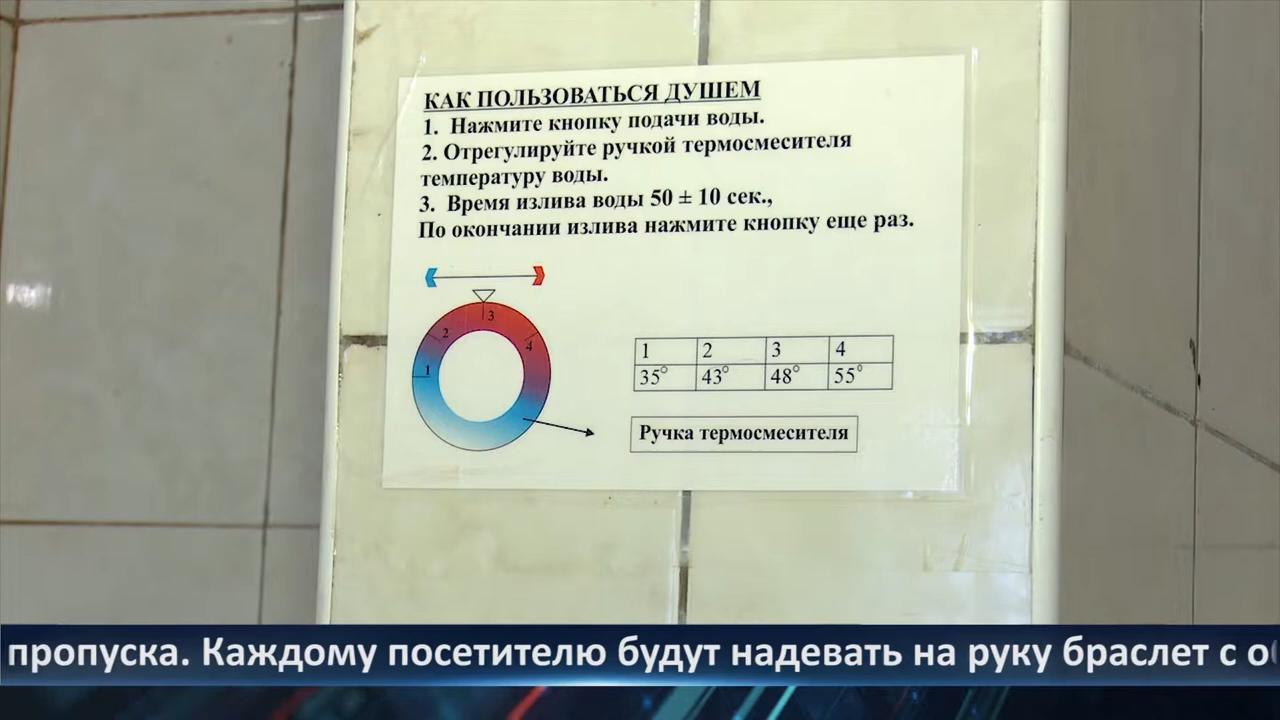 КАК ПОЛЬЗОВАТЬСЯ ДУШЕМ
1. Нажмите кнопку подачи воды.
2. Отрегулируйте ручкой термосмесителя
температуру воды.
3. Время излива воды 50 ± 10 сек.,
По окончании излива нажмите кнопку еще раз.
1 2 3 4
1 2 3 4
35° 43° 48° 55°
Ручка термосмесителя
пропуска. Каждому посетителю будут надевать на руку браслет с